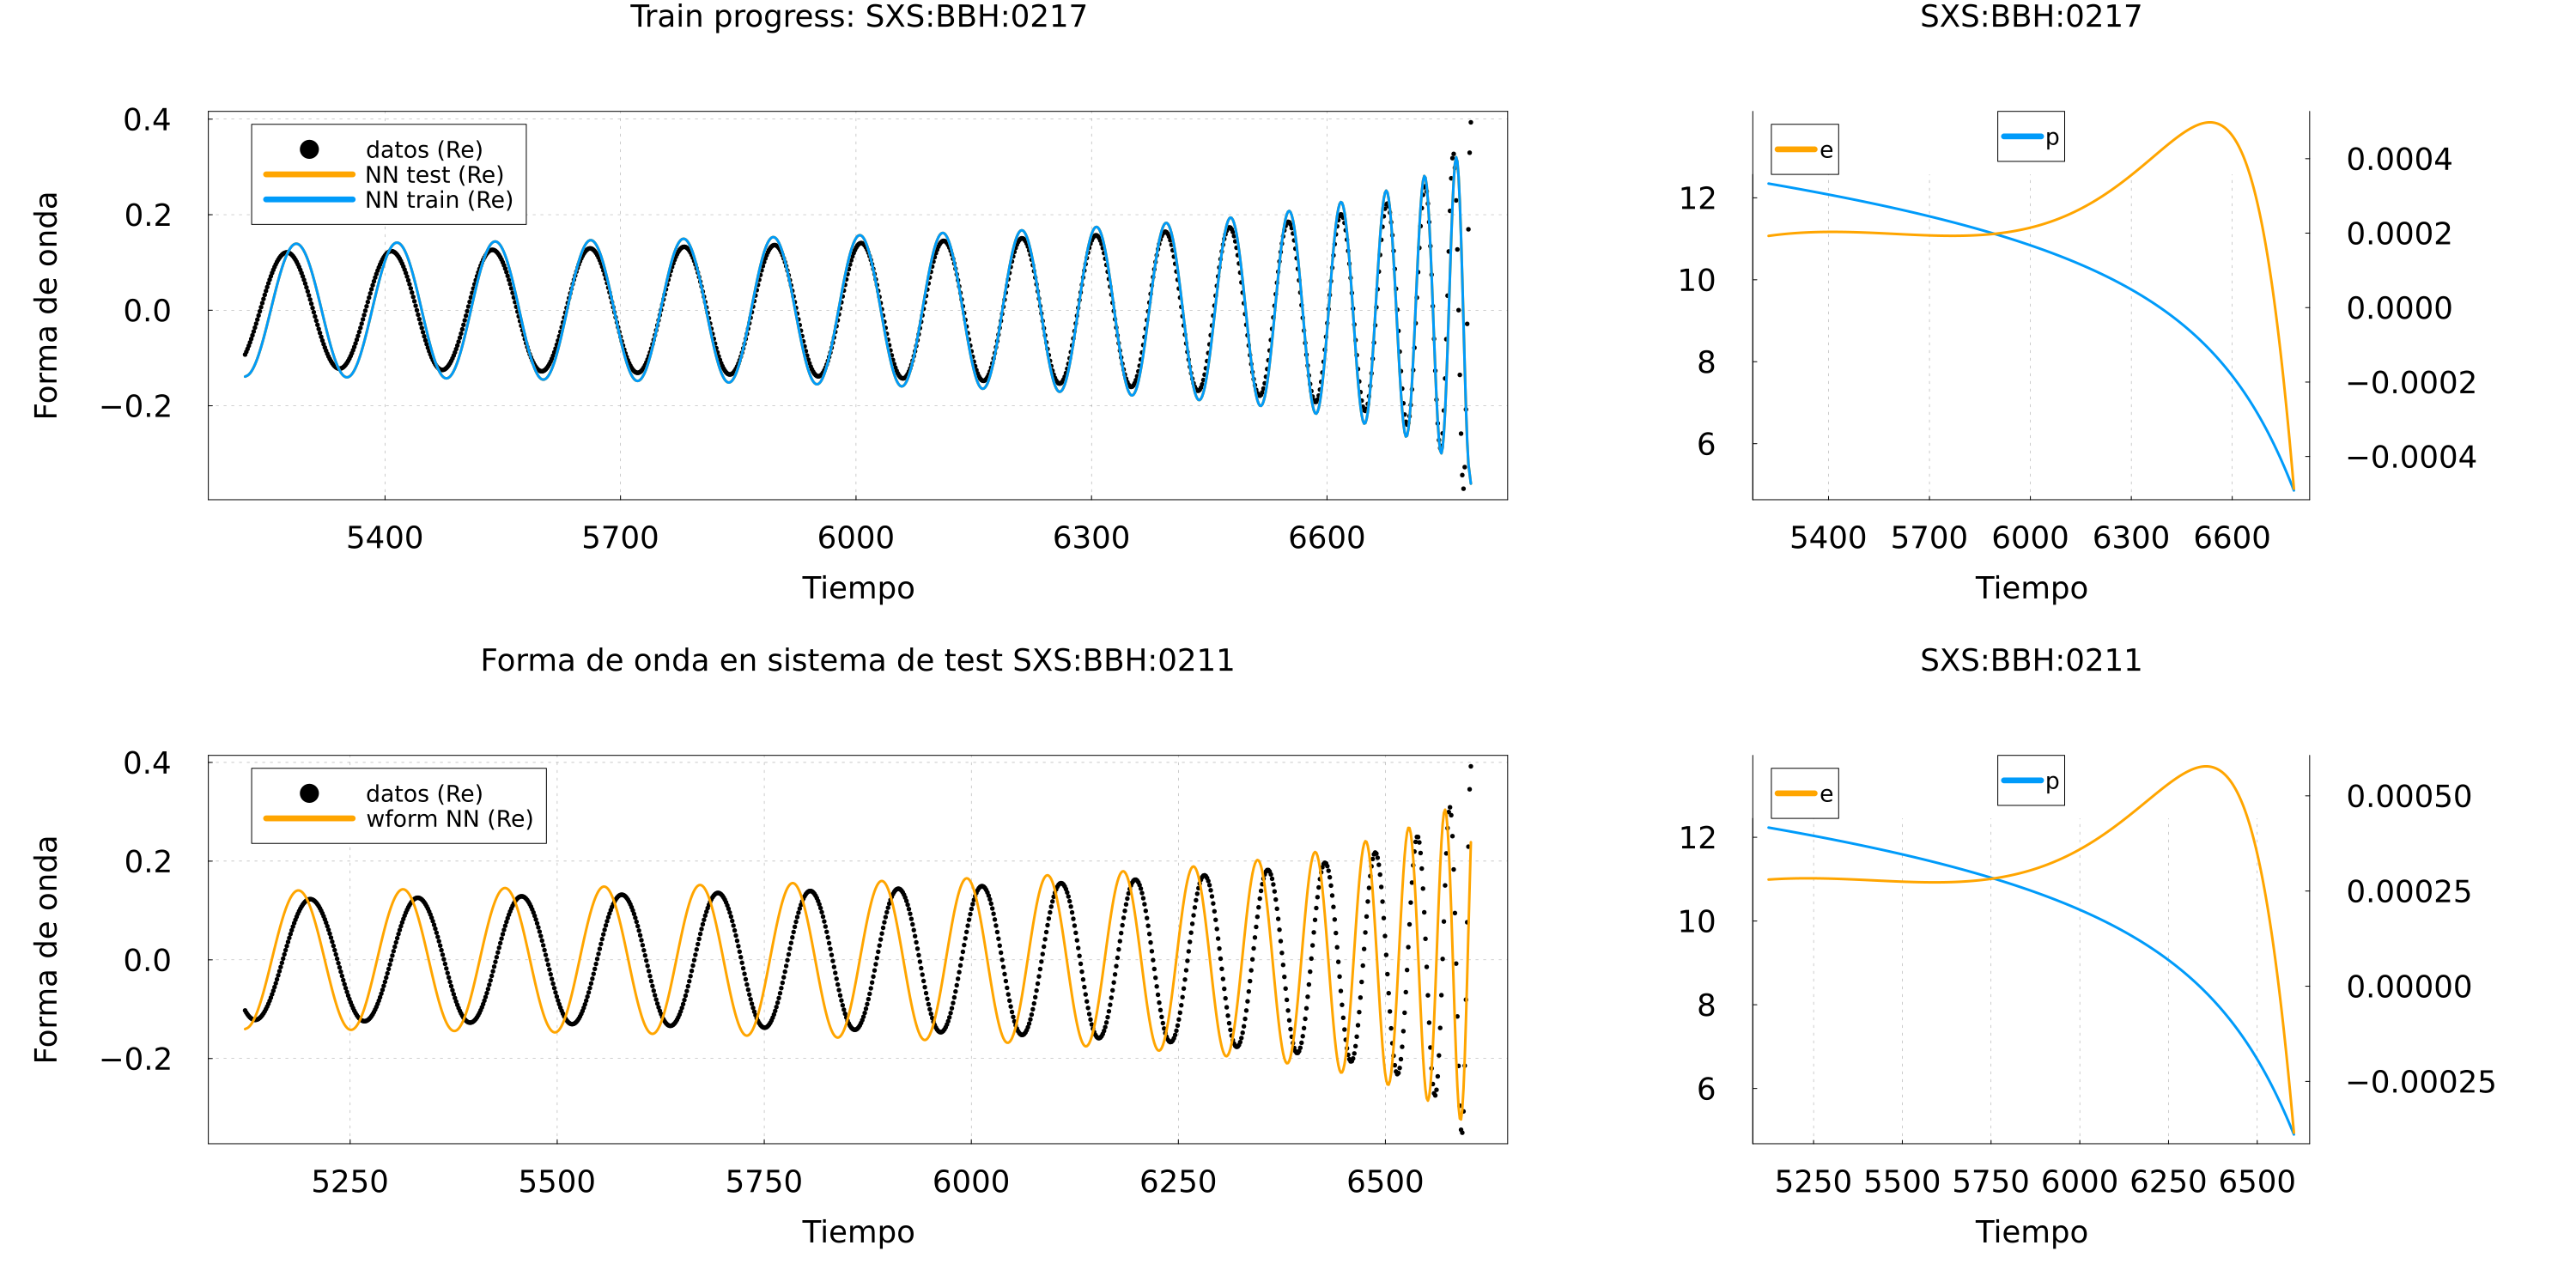 Train progress: SXS:BBH:0217
Forma de onda
0.4
0.2
0.0
−0.2
datos (Re)
NN test (Re)
NN train (Re)
5400 5700 6000 6300 6600
Tiempo
SXS:BBH:0217
12
10
8
6
e
p
0.0004
0.0002
0.0000
−0.0002
−0.0004
5400 5700 6000 6300 6600
Tiempo
Forma de onda en sistema de test SXS:BBH:0211
Forma de onda
0.4
0.2
0.0
−0.2
datos (Re)
wform NN (Re)
5250 5500 5750 6000 6250 6500
Tiempo
SXS:BBH:0211
12
10
8
6
e
p
0.00050
0.00025
0.00000
−0.00025
5250 5500 5750 6000 6250 6500
Tiempo